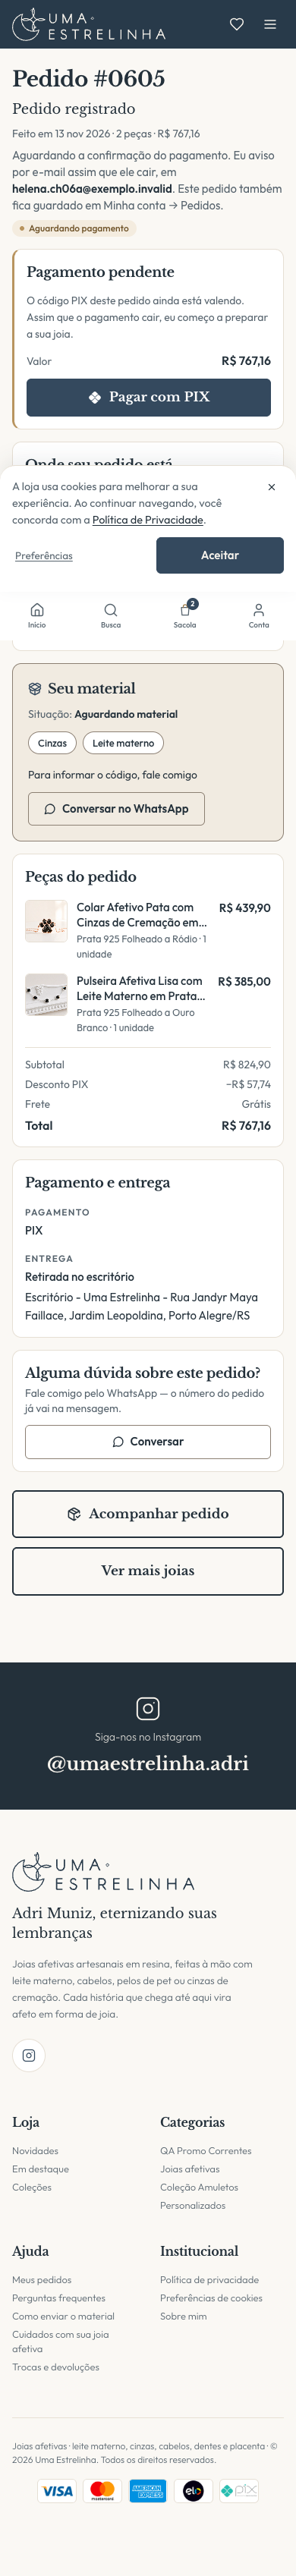 UMA
ESTRELINHA
Pedido #0605
Pedido registrado
Feito em 13 nov 2026 · 2 peças · R$ 767,16
Aguardando a confirmação do pagamento. Eu aviso
por e-mail assim que ele cair, em
helena.ch06a@exemplo.invalid. Este pedido também
fica guardado em Minha conta → Pedidos.
Aguardando pagamento
Pagamento pendente
O código PIX deste pedido ainda está valendo.
Assim que o pagamento cair, eu começo a preparar
a sua joia.
Valor
R$ 767,16
Pagar com PIX
Onde seu pedido está
A loja usa cookies para melhorar a sua
experiência. Ao continuar navegando, você
concorda com a Política de Privacidade.
Preferências
Aceitar
2
Início
Busca
Sacola
Conta
Seu material
Situação: Aguardando material
Cinzas
Leite materno
Para informar o código, fale comigo
Conversar no WhatsApp
Peças do pedido
Colar Afetivo Pata com
Cinzas de Cremação em...
R$ 439,90
Prata 925 Folheado a Ródio · 1
unidade
Pulseira Afetiva Lisa com
Leite Materno em Prata...
R$ 385,00
Prata 925 Folheado a Ouro
Branco · 1 unidade
Subtotal
R$ 824,90
Desconto PIX
−R$ 57,74
Frete
Grátis
Total
R$ 767,16
Pagamento e entrega
PAGAMENTO
PIX
ENTREGA
Retirada no escritório
Escritório - Uma Estrelinha - Rua Jandyr Maya
Faillace, Jardim Leopoldina, Porto Alegre/RS
Alguma dúvida sobre este pedido?
Fale comigo pelo WhatsApp — o número do pedido
já vai na mensagem.
Conversar
Acompanhar pedido
Ver mais joias
Siga-nos no Instagram
@umaestrelinha.adri
UMA
ESTRELINHA
Adri Muniz, eternizando suas
lembranças
Joias afetivas artesanais em resina, feitas à mão com
leite materno, cabelos, pelos de pet ou cinzas de
cremação. Cada história que chega até aqui vira
afeto em forma de joia.
Loja
Novidades
Em destaque
Coleções
Categorias
QA Promo Correntes
Joias afetivas
Coleção Amuletos
Personalizados
Ajuda
Meus pedidos
Perguntas frequentes
Como enviar o material
Cuidados com sua joia
afetiva
Trocas e devoluções
Institucional
Política de privacidade
Preferências de cookies
Sobre mim
Joias afetivas · leite materno, cinzas, cabelos, dentes e placenta · ©
2026 Uma Estrelinha. Todos os direitos reservados.
VISA
mastercard
AMERICAN
EXPRESS
elo
pix